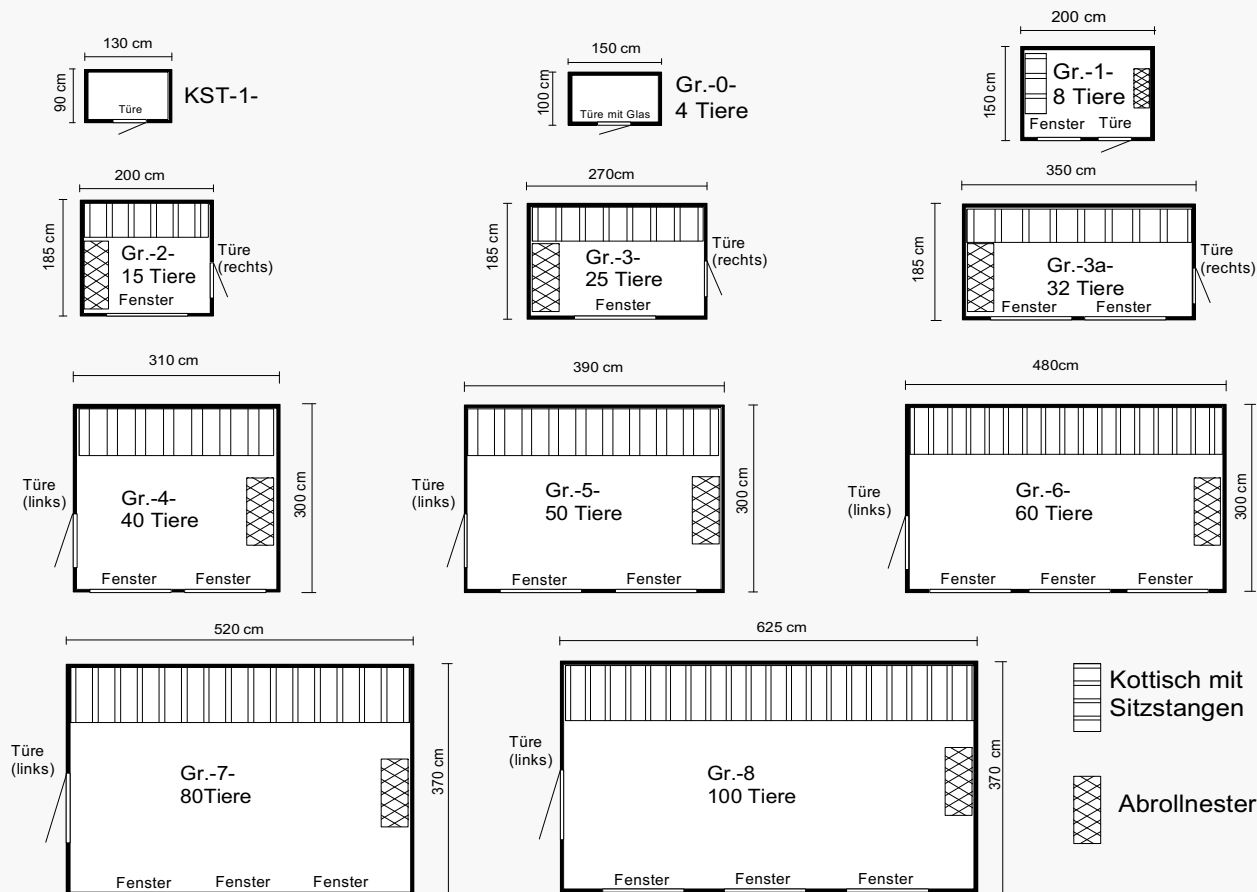 130 cm
90 cm
Türe
KST-1-
150 cm
100 cm
Türe mit Glas
Gr.-0-
4 Tiere
200 cm
150 cm
Gr.-1-
8 Tiere
Fenster
Türe
200 cm
185 cm
Gr.-2-
15 Tiere
Fenster
Türe
(rechts)
270cm
185 cm
Gr.-3-
25 Tiere
Fenster
Türe
(rechts)
350 cm
185 cm
Gr.-3a-
32 Tiere
Fenster
Fenster
Türe
(rechts)
310 cm
Türe
(links)
Gr.-4-
40 Tiere
300 cm
Fenster
Fenster
390 cm
Türe
(links)
Gr.-5-
50 Tiere
300 cm
Fenster
Fenster
480cm
Türe
(links)
Gr.-6-
60 Tiere
300 cm
Fenster
Fenster
Fenster
520 cm
Türe
(links)
Gr.-7-
80Tiere
370 cm
Fenster
Fenster
Fenster
625 cm
Türe
(links)
Gr.-8
100 Tiere
370 cm
Fenster
Fenster
Fenster
Kottisch mit
Sitzstangen
Abrollnester